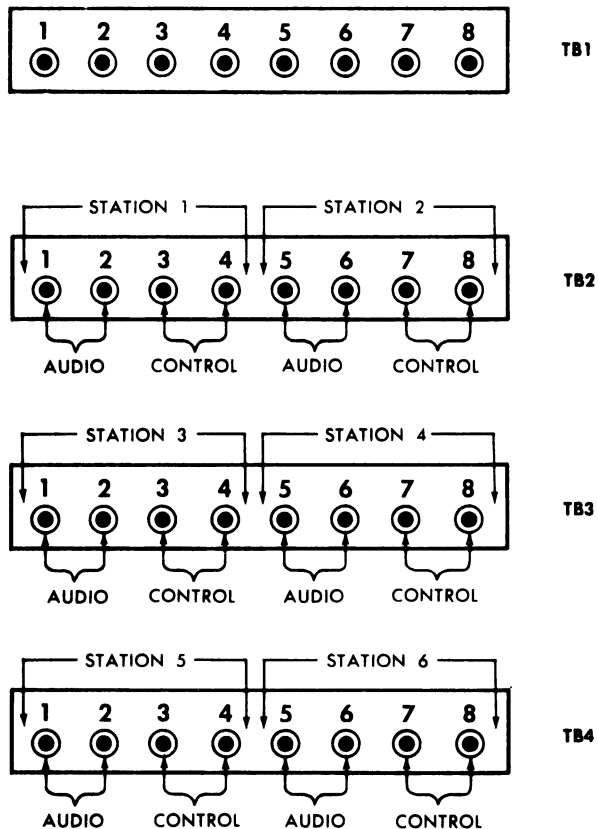 1 2 3 4 5 6 7 8
TB1
STATION 1 STATION 2
1 2 3 4 5 6 7 8
TB2
AUDIO CONTROL AUDIO CONTROL
STATION 3 STATION 4
1 2 3 4 5 6 7 8
TB3
AUDIO CONTROL AUDIO CONTROL
STATION 5 STATION 6
1 2 3 4 5 6 7 8
TB4
AUDIO CONTROL AUDIO CONTROL